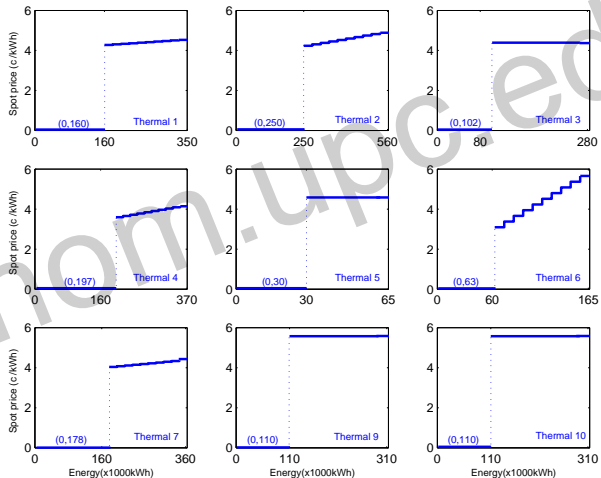 6
4
2
0
Spot price (c /kWh)
(0,160)
Thermal 1
0 160 350
6
4
2
0
(0,250)
Thermal 2
0 250 560
6
4
2
0
(0,102)
Thermal 3
0 80 280
6
4
2
0
Spot price (c /kWh)
(0,197)
Thermal 4
0 160 370
6
4
2
0
(0,30)
Thermal 5
0 30 65
6
4
2
0
(0,63)
Thermal 6
0 60 165
6
4
2
0
Spot price (c /kWh)
(0,178)
Thermal 7
0 160 360
Energy(x1000kWh)
6
4
2
0
(0,110)
Thermal 9
0 110 310
Energy(x1000kWh)
6
4
2
0
(0,110)
Thermal 10
0 110 310
Energy(x1000kWh)
nom.upc.ed